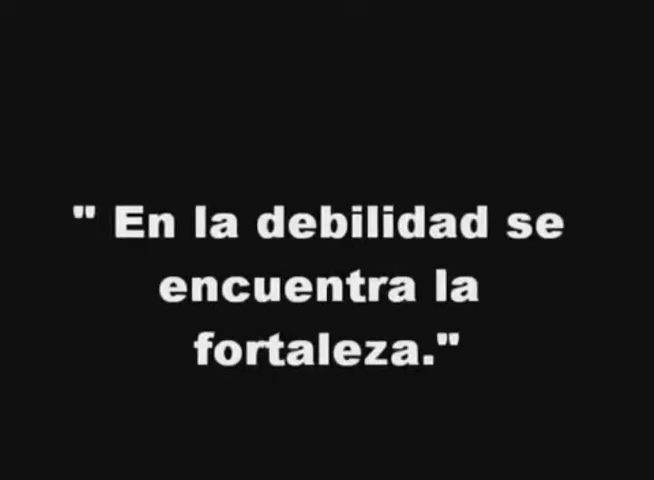 " En la debilidad se
encuentra la
fortaleza."